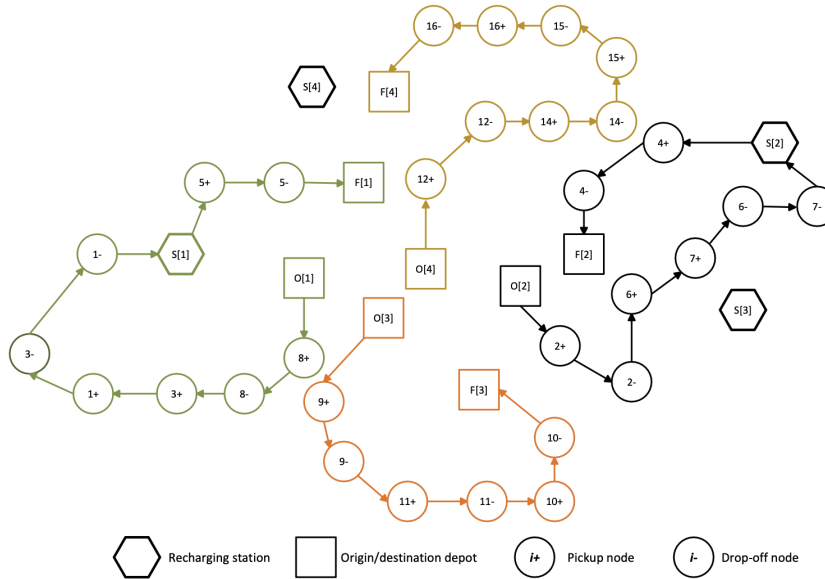 16- 16+ 15-
15+
S[4] F[4]
12- 14+ 14-
4+ S[2]
5+ 5- F[1] 12+ 4-
6- 7-
1- S[1] F[2] 7+
O[1] O[4] O[2] 6+
S[3]
O[3]
3- 8+ 2+
1+ 3+ 8- 9+ F[3] 2-
10-
9-
11+ 11- 10+
Recharging station Origin/destination depot i+ Pickup node i- Drop-off node